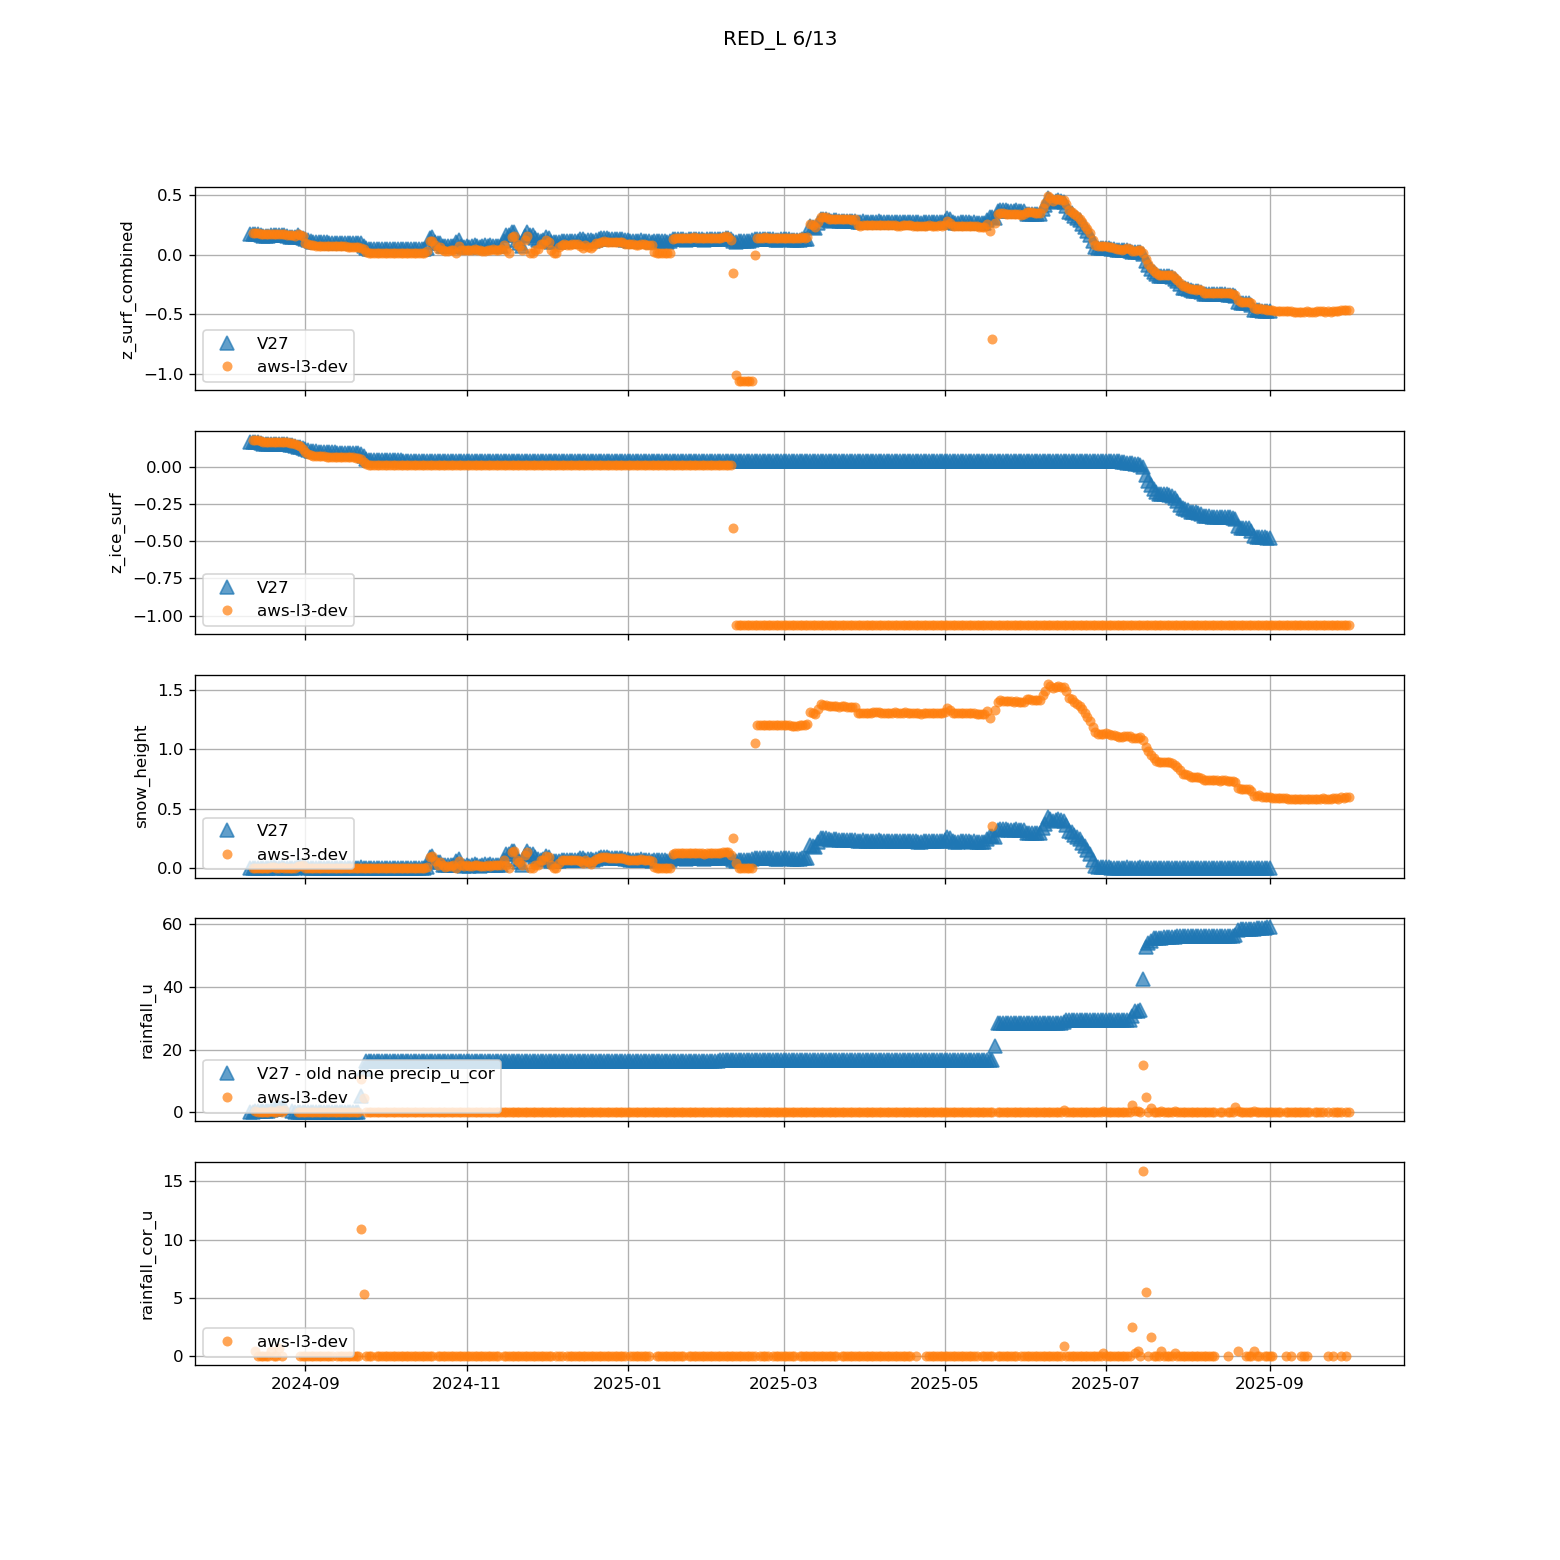 RED_L 6/13
z_surf_combined
0.5
0.0
−0.5
−1.0
V27
aws-l3-dev
z_ice_surf
0.00
−0.25
−0.50
−0.75
−1.00
V27
aws-l3-dev
snow_height
1.5
1.0
0.5
0.0
V27
aws-l3-dev
rainfall_u
60
40
20
0
V27 - old name precip_u_cor
aws-l3-dev
rainfall_cor_u
15
10
5
0
aws-l3-dev
2024-09 2024-11 2025-01 2025-03 2025-05 2025-07 2025-09